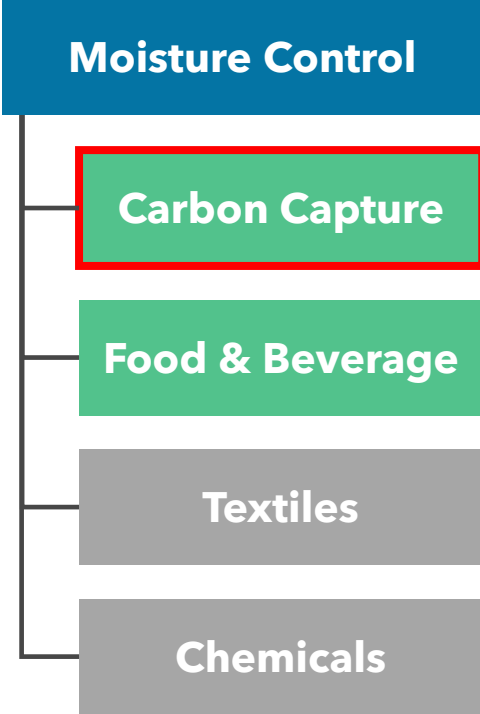 Moisture Control
Carbon Capture
Food & Beverage
Textiles
Chemicals